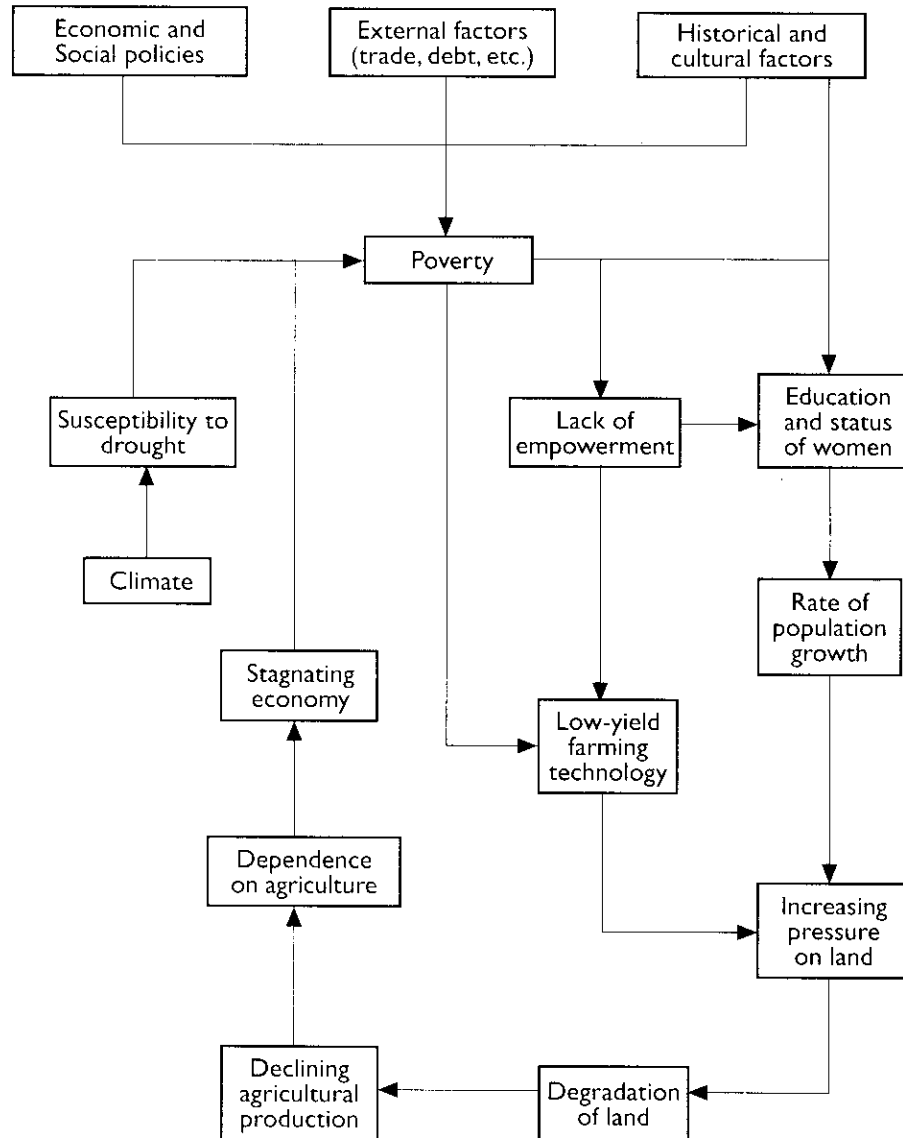 Economic and
Social policies
External factors
(trade, debt, etc.)
Historical and
cultural factors
Poverty
Susceptibility to
drought
Lack of
empowerment
Education
and status
of women
Climate
Rate of
population
growth
Stagnating
economy
Low-yield
farming
technology
Dependence
on agriculture
Increasing
pressure
on land
Declining
agricultural
production
Degradation
of land